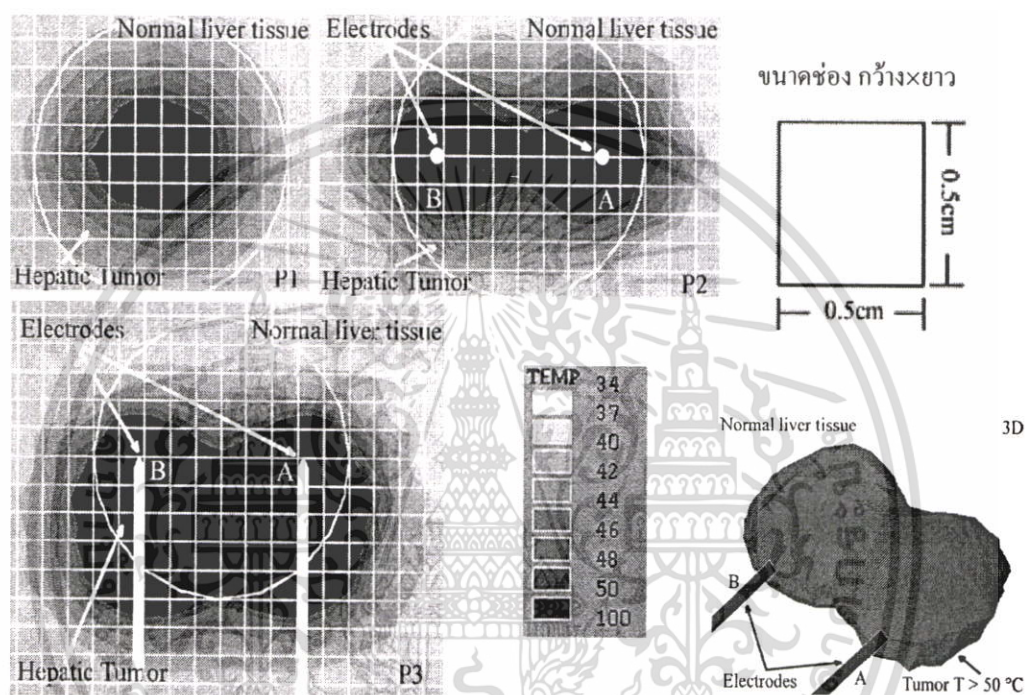 Normal liver tissue
Electrodes
Normal liver tissue
ขนาดช่อง กว้าง×ยาว
B
A
0.5cm
Hepatic Tumor
P1
Hepatic Tumor
P2
0.5cm
Electrodes
Normal liver tissue
TEMP
34
37
40
42
44
46
48
50
100
B
A
Normal liver tissue
3D
B
Hepatic Tumor
P3
Electrodes
A
Tumor T > 50 °C